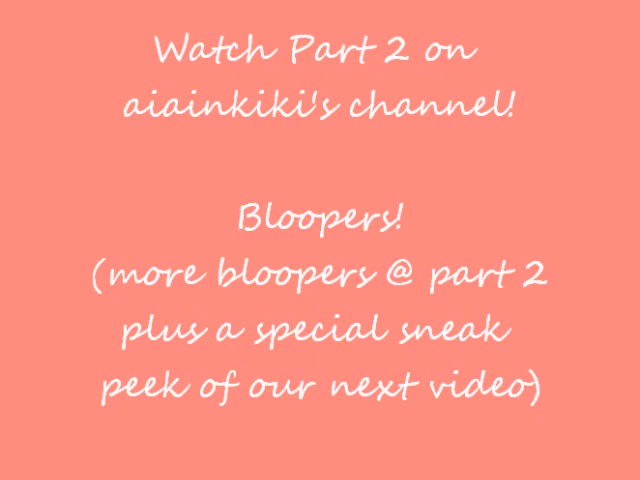 Watch Part 2 on
aiainkiki's channel!
Bloopers!
(more bloopers @ part 2
plus a special sneak
peek of our next video)